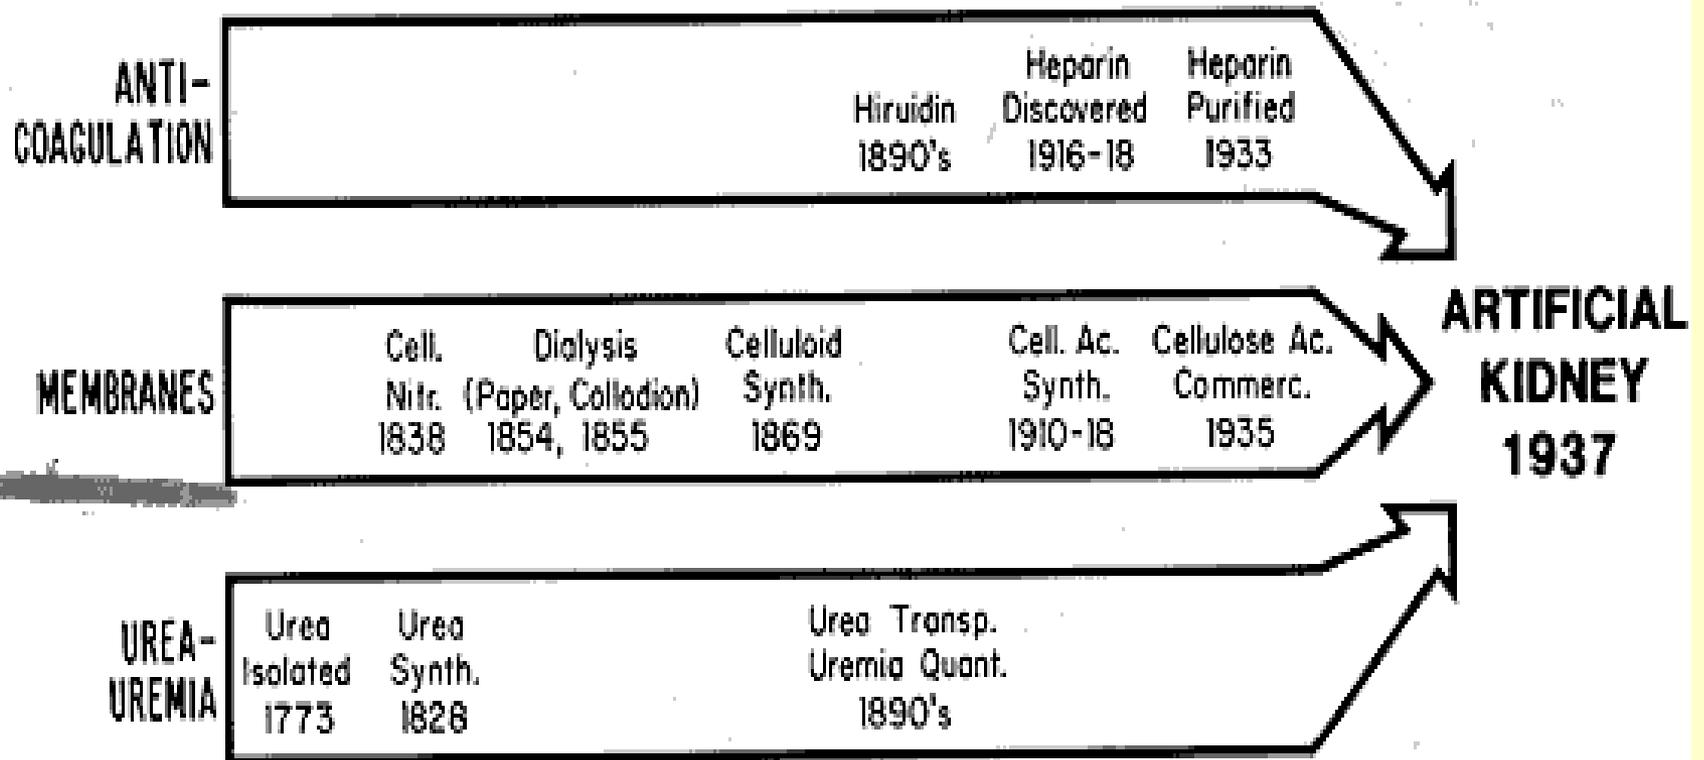 ANTI-
COAGULATION
Hiruidin
1890's
Heparin
Discovered
1916-18
Heparin
Purified
1933
MEMBRANES
Cell.
Nitr.
1838
Dialysis
(Paper, Collodion)
1854, 1855
Celluloid
Synth.
1869
Cell. Ac.
Synth.
1910-18
Cellulose Ac.
Commerc.
1935
ARTIFICIAL
KIDNEY
1937
UREA-
UREMIA
Urea
Isolated
1773
Urea
Synth.
1828
Urea Transp.
Uremia Quant.
1890's